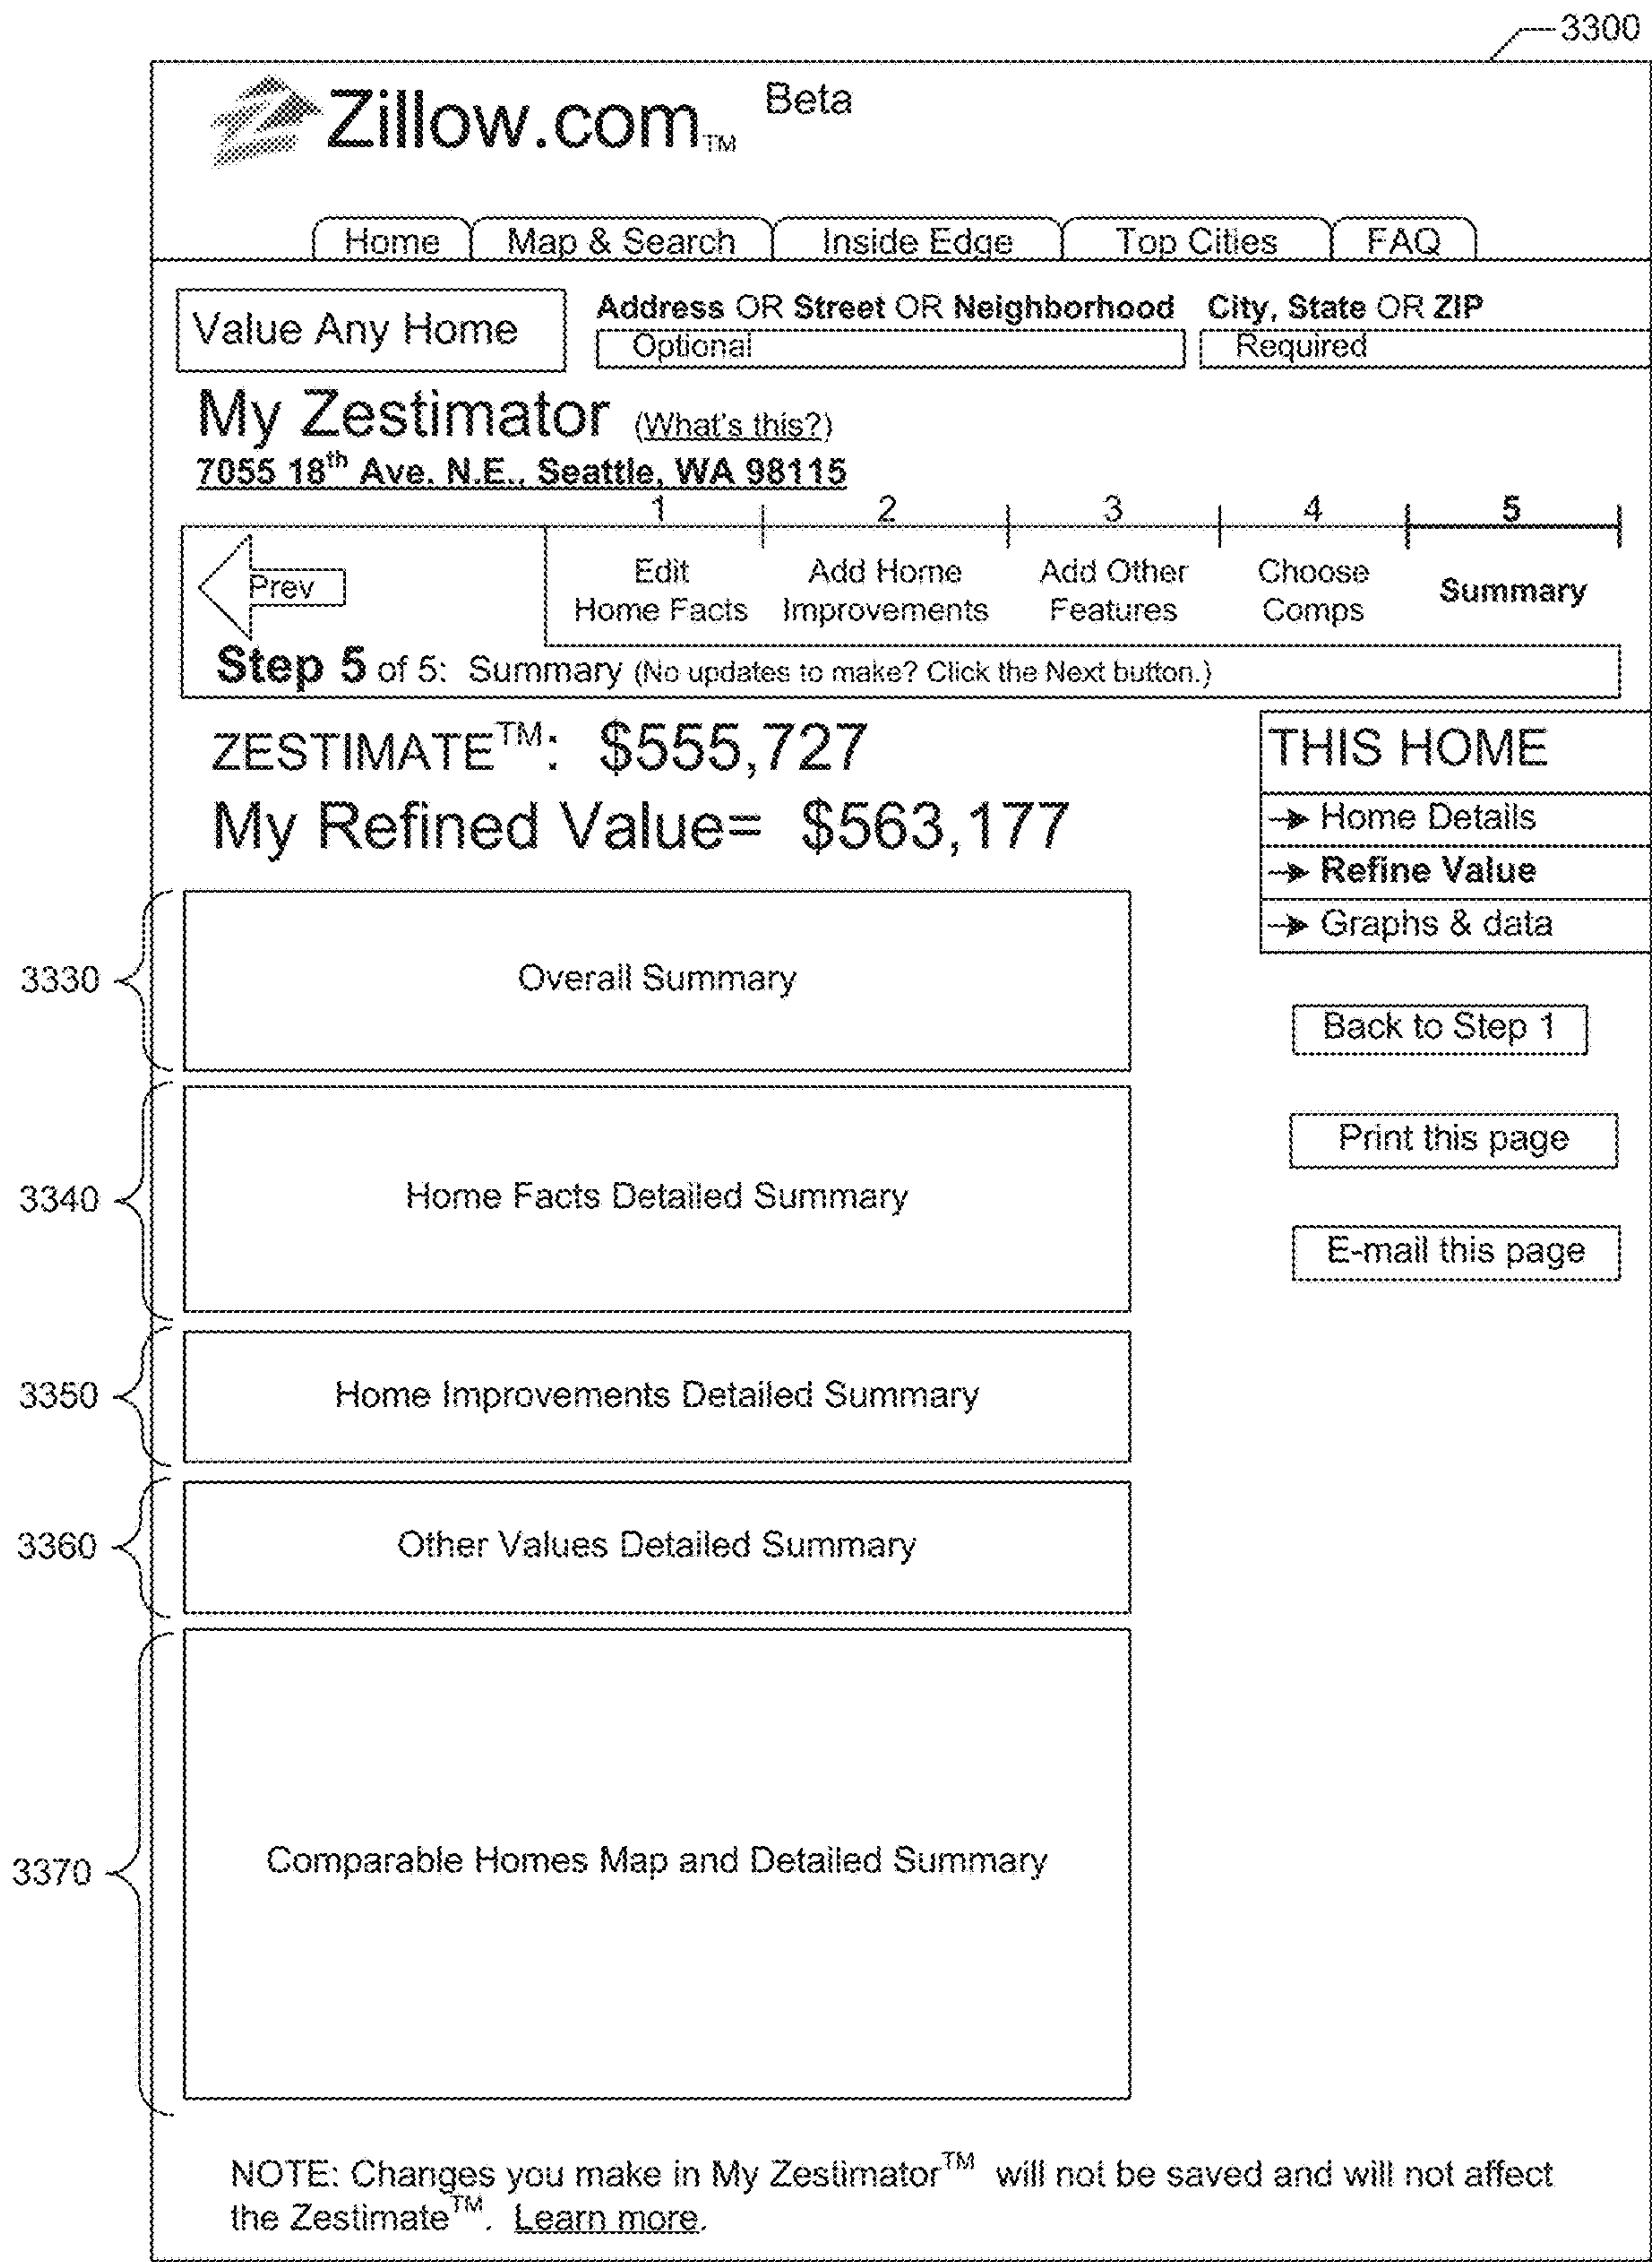 3300
Zillow.com™ Beta
Home Map & Search Inside Edge Top Cities FAQ
Value Any Home
Address OR Street OR Neighborhood City, State OR ZIP
Optional Required
My Zestimator (What's this?)
7055 18th Ave. N.E., Seattle, WA 98115
1 2 3 4 5
Prev
Edit Add Home Add Other Choose Summary
Home Facts Improvements Features Comps
Step 5 of 5: Summary (No updates to make? Click the Next button.)
ZESTIMATE™: $555,727
My Refined Value= $563,177
THIS HOME
Home Details
Refine Value
Graphs & data
3330 Overall Summary
Back to Step 1
Print this page
3340 Home Facts Detailed Summary
E-mail this page
3350 Home Improvements Detailed Summary
3360 Other Values Detailed Summary
3370 Comparable Homes Map and Detailed Summary
NOTE: Changes you make in My Zestimator™ will not be saved and will not affect
the Zestimate™. Learn more.